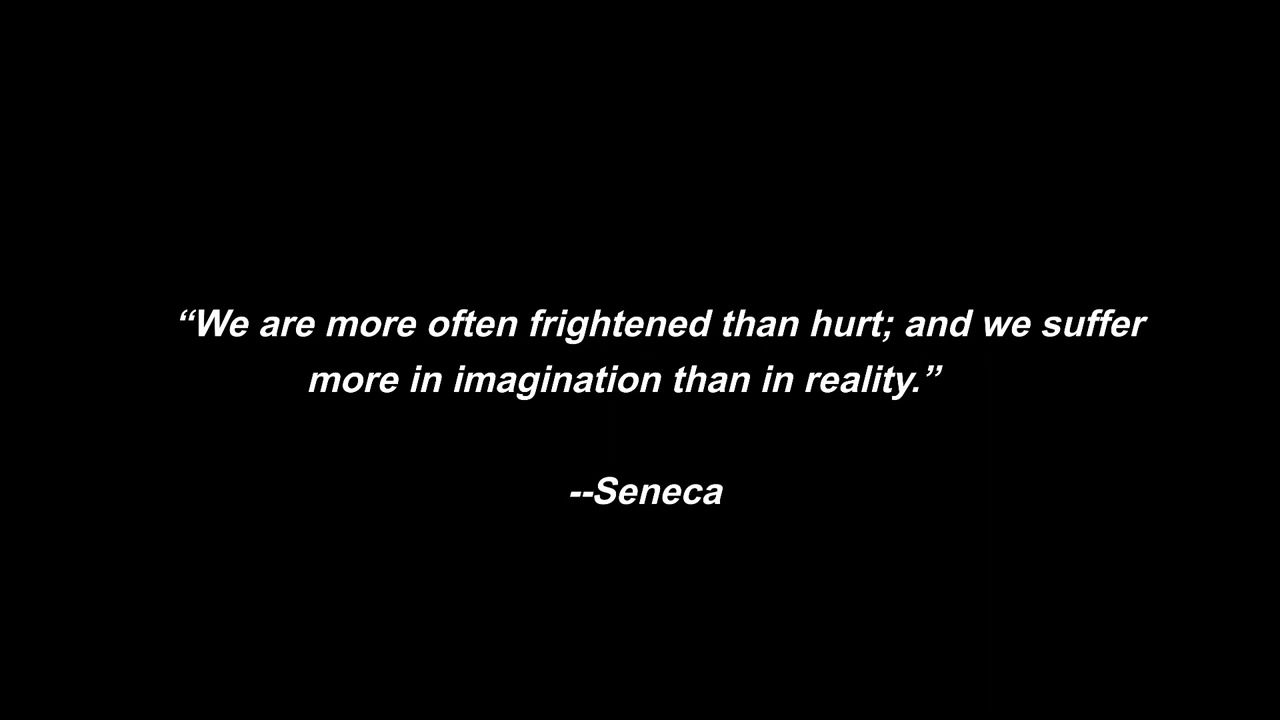 “We are more often frightened than hurt; and we suffer
more in imagination than in reality.”
--Seneca